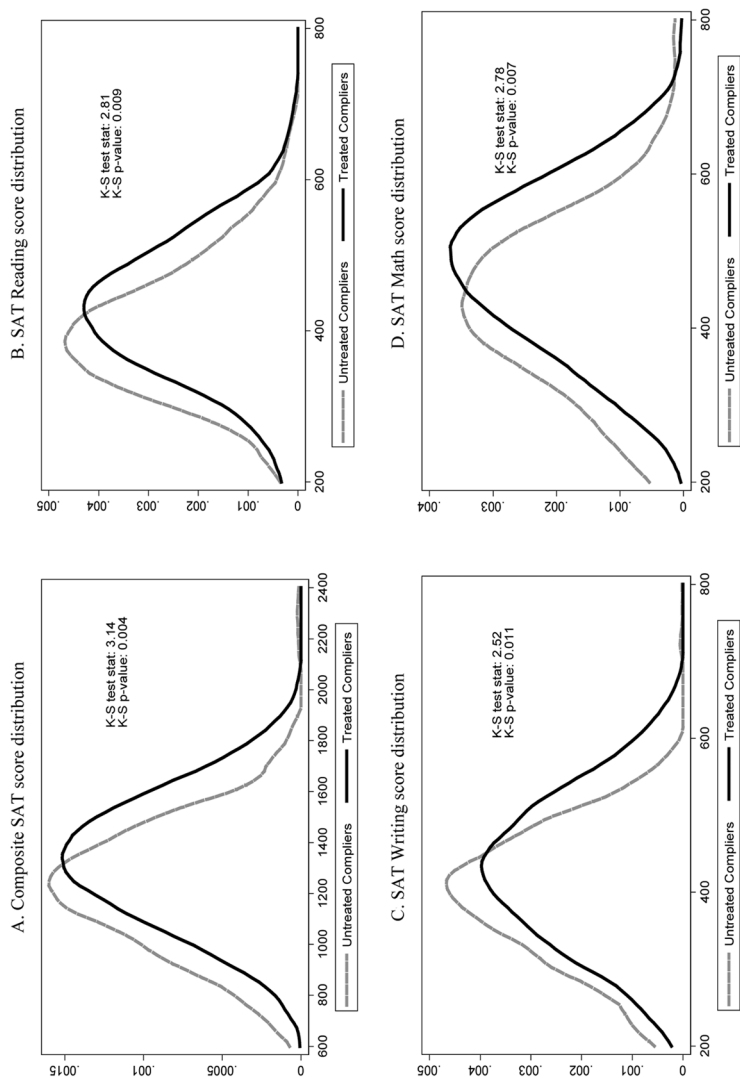 A. Composite SAT score distribution
.0015
.001
.0005
0
K-S test stat: 3.14
K-S p-value: 0.004
600 800 1000 1200 1400 1600 1800 2000 2200 2400
Untreated Compliers Treated Compliers
B. SAT Reading score distribution
.005
.004
.003
.002
.001
0
K-S test stat: 2.81
K-S p-value: 0.009
200 400 600 800
Untreated Compliers Treated Compliers
C. SAT Writing score distribution
.005
.004
.003
.002
.001
0
K-S test stat: 2.52
K-S p-value: 0.011
200 400 600 800
Untreated Compliers Treated Compliers
D. SAT Math score distribution
.004
.003
.002
.001
0
K-S test stat: 2.78
K-S p-value: 0.007
200 400 600 800
Untreated Compliers Treated Compliers